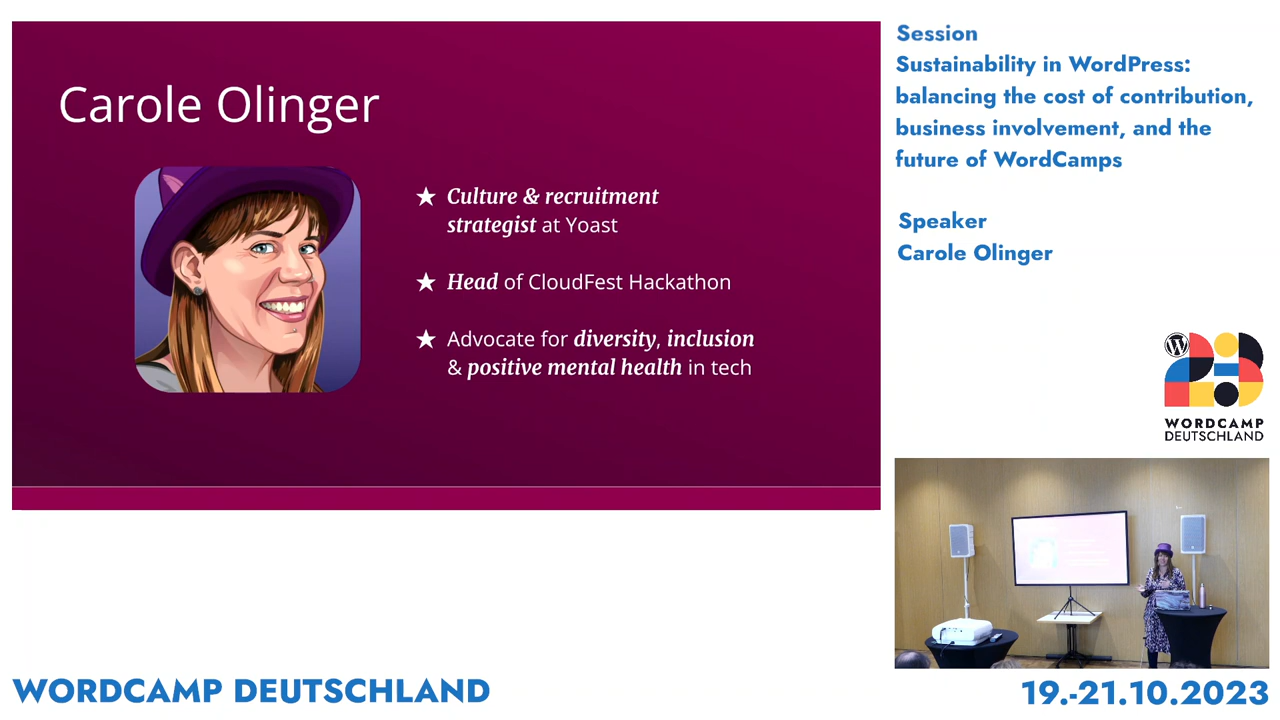 Carole Olinger
★ Culture & recruitment
strategist at Yoast
★ Head of CloudFest Hackathon
★ Advocate for diversity, inclusion
& positive mental health in tech
Session
Sustainability in WordPress:
balancing the cost of contribution,
business involvement, and the
future of WordCamps
Speaker
Carole Olinger
WORDCAMP
DEUTSCHLAND
WORDCAMP DEUTSCHLAND
19.-21.10.2023